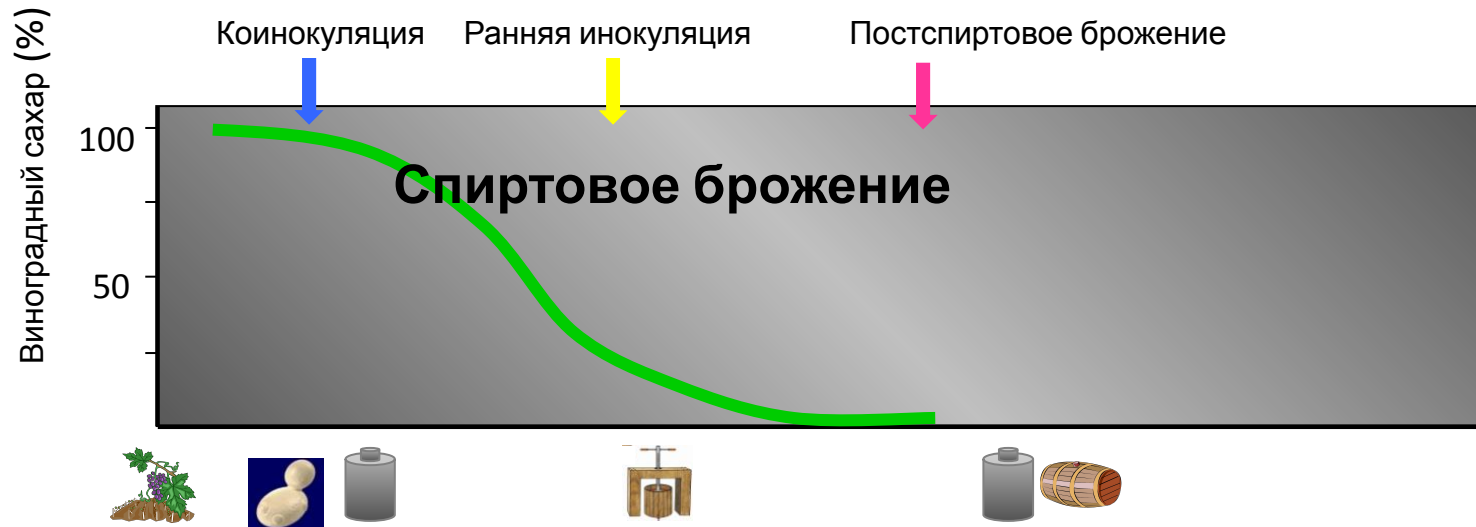 Коинокуляция
Ранняя инокуляция
Постспиртовое брожение
Виноградный сахар (%)
100
Спиртовое брожение
50